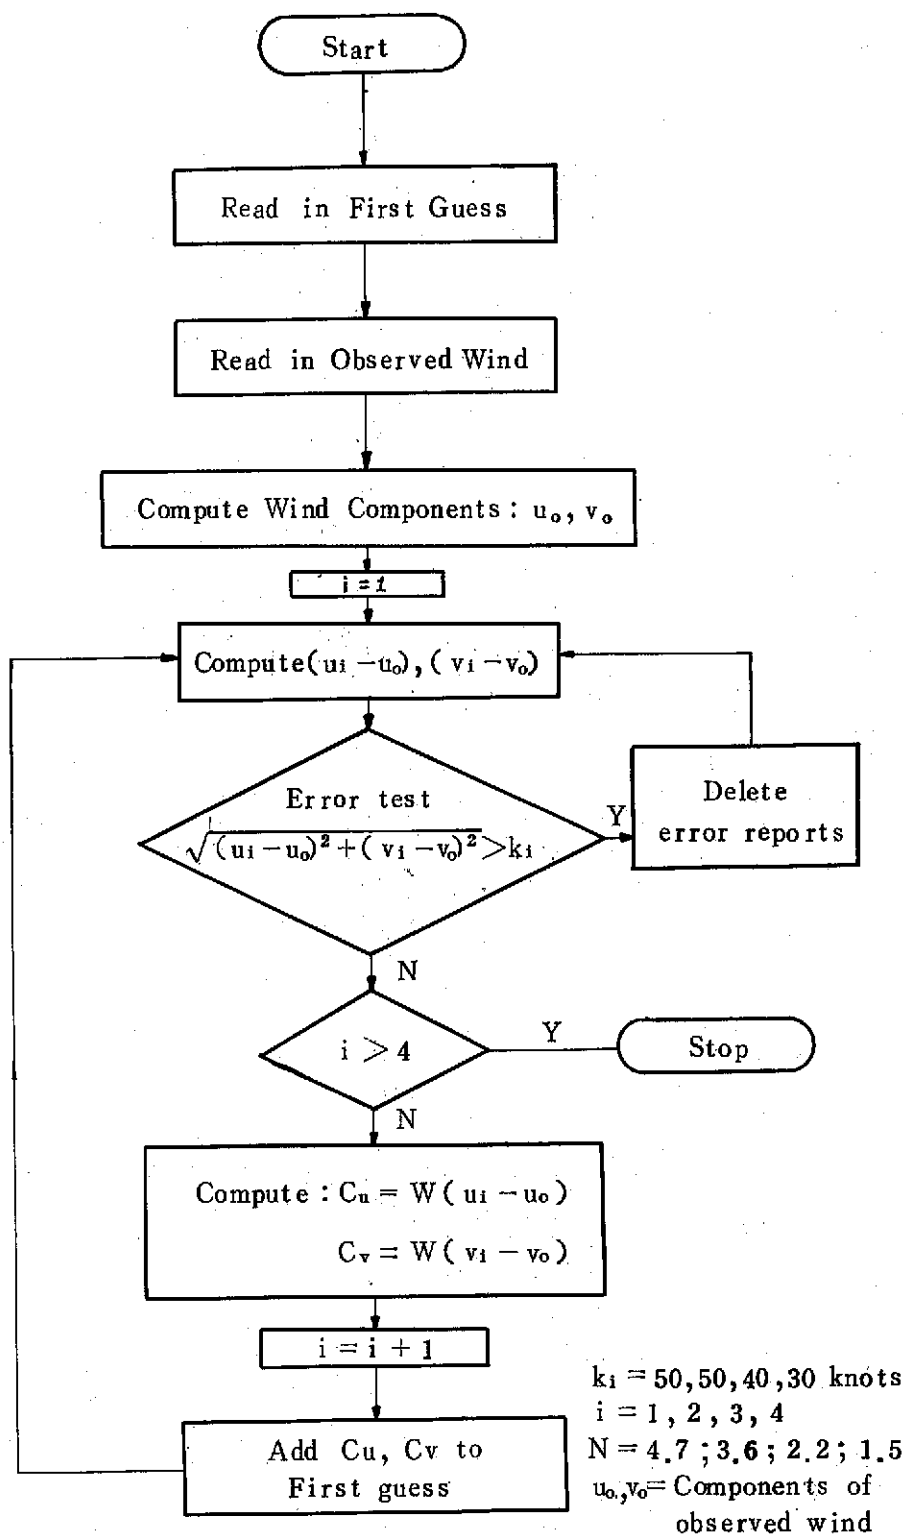 Start
Read in First Guess
Read in Observed Wind
Compute Wind Components : u₀, v₀
i = 1
Compute(ui − u₀), ( vi − v₀)
Error test
√(ui − u₀)² + ( vi − v₀)² > ki
Y
Delete
error reports
N
i > 4
Y
Stop
N
Compute : Cu = W( ui − u₀)
Cv = W( vi − v₀)
i = i + 1
Add Cu, Cv to
First guess
ki = 50,50,40,30 knots
i = 1 , 2 , 3 , 4
N = 4.7 ; 3.6 ; 2.2 ; 1.5
u₀.,v₀= Components of
observed wind